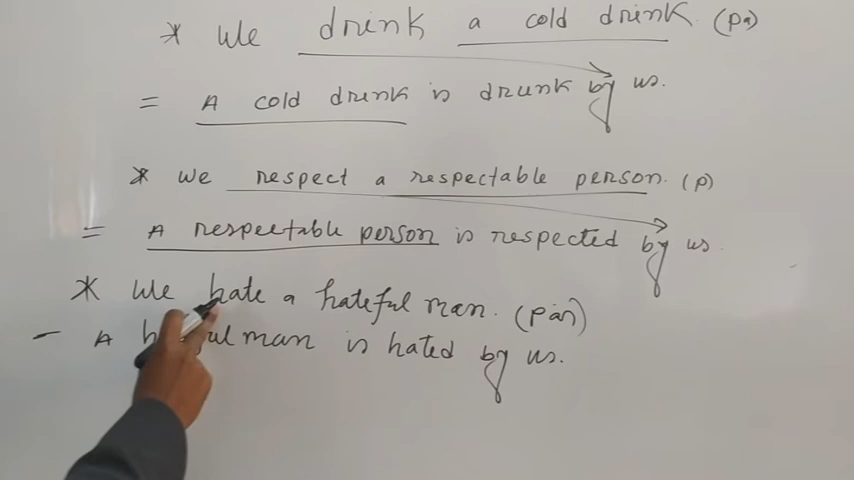 * We drink a cold drink. (Pa)
= A cold drink is drunk by us.
* We respect a respectable person. (P)
= A respectable person is respected by us.
* We hate a hateful man. (Pan)
- A man is hated by us.